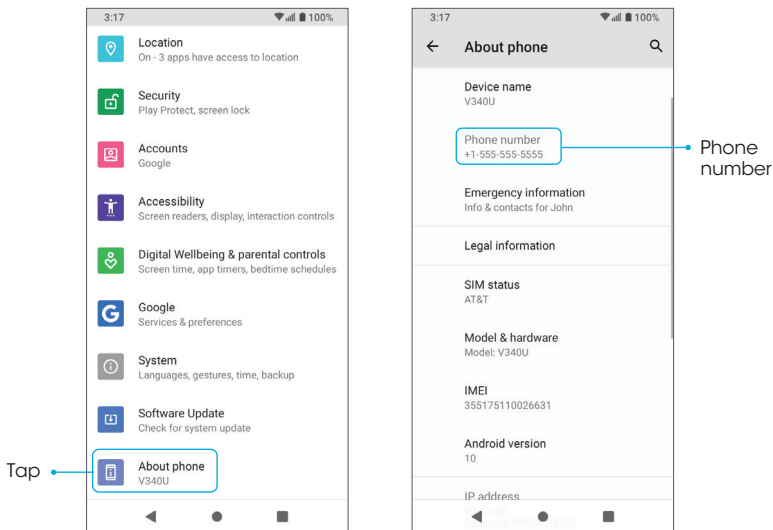 3:17
100%
Location
On - 3 apps have access to location
Security
Play Protect, screen lock
Accounts
Google
Accessibility
Screen readers, display, interaction controls
Digital Wellbeing & parental controls
Screen time, app timers, bedtime schedules
Google
Services & preferences
System
Languages, gestures, time, backup
Software Update
Check for system update
Tap
About phone
V340U
3:17
100%
About phone
Device name
V340U
Phone number
+1-555-555-5555
Phone
number
Emergency information
Info & contacts for John
Legal information
SIM status
AT&T
Model & hardware
Model: V340U
IMEI
355175110026631
Android version
10
IP address